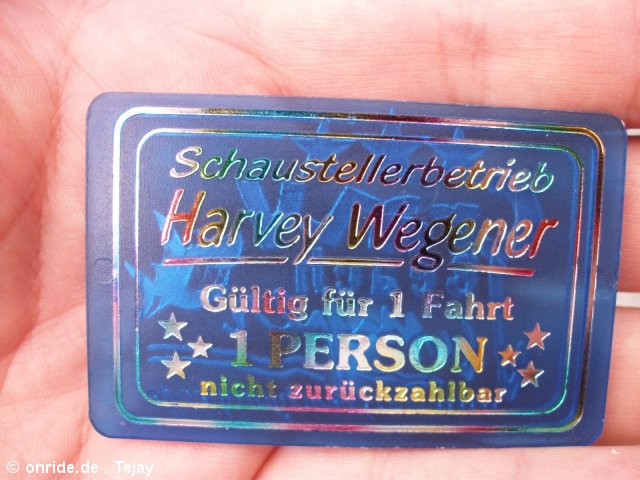 Schaustellerbetrieb
Harvey Wegener
Gültig für 1 Fahrt
1 PERSON
nicht zurückzahlbar
© onride.de . Tejay